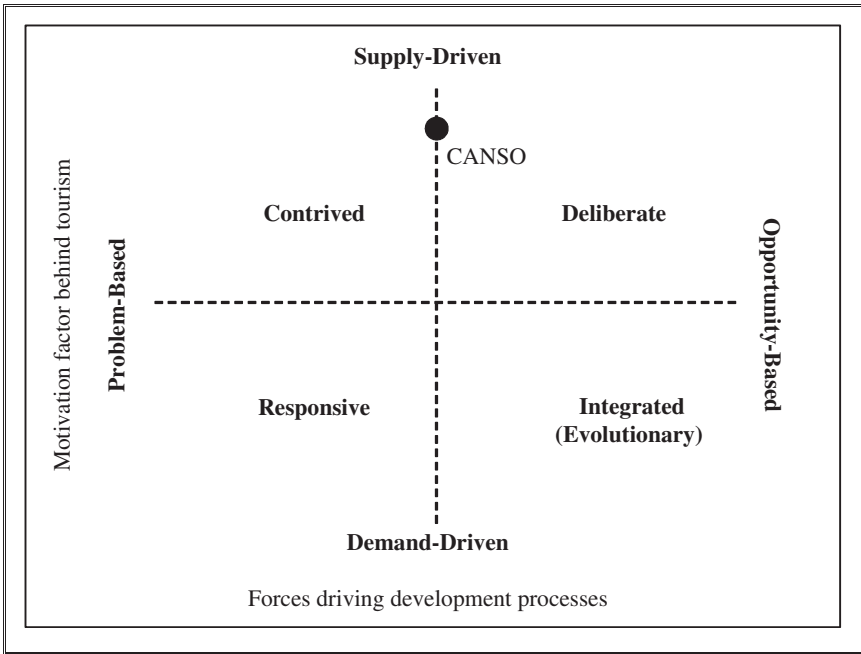 Supply-Driven
CANSO
Contrived
Deliberate
Motivation factor behind tourism
Problem-Based
Opportunity-Based
Responsive
Integrated
(Evolutionary)
Demand-Driven
Forces driving development processes